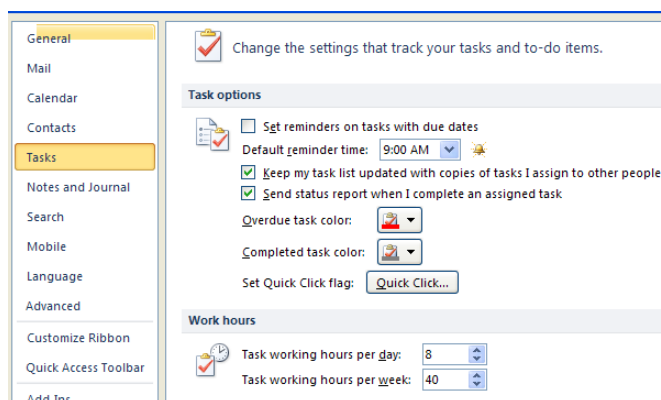 General
Mail
Calendar
Contacts
Tasks
Notes and Journal
Search
Mobile
Language
Advanced
Customize Ribbon
Quick Access Toolbar
Add-Ins
Change the settings that track your tasks and to-do items.
Task options
Set reminders on tasks with due dates
Default reminder time: 9:00 AM
Keep my task list updated with copies of tasks I assign to other people
Send status report when I complete an assigned task
Overdue task color:
Completed task color:
Set Quick Click flag: Quick Click...
Work hours
Task working hours per day: 8
Task working hours per week: 40